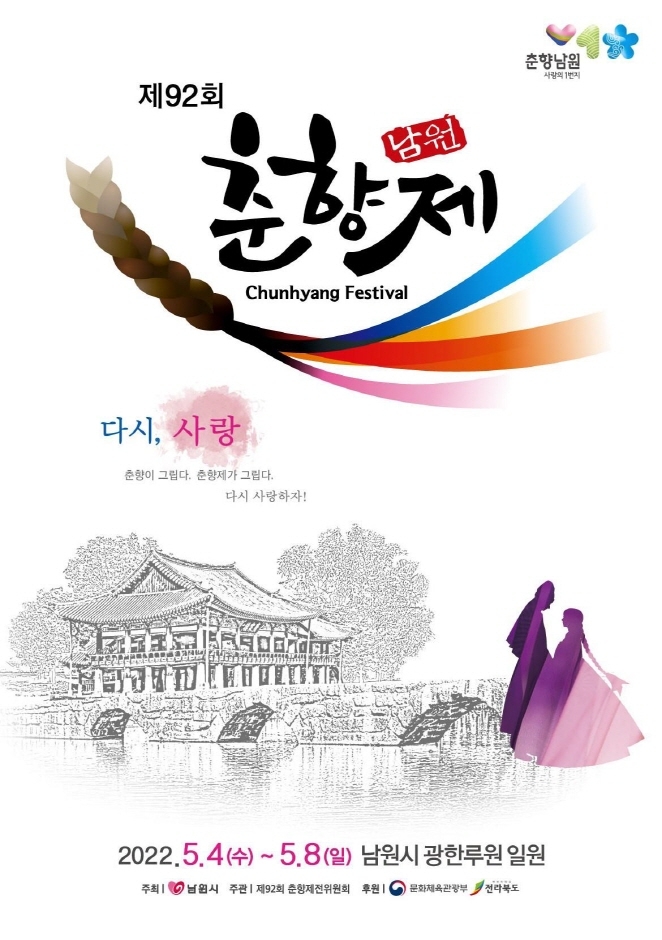 춘향남원
사랑의 1번지
제92회
남원
춘향제
Chunhyang Festival
다시, 사랑
춘향이 그립다. 춘향제가 그립다.
다시 사랑하자!
2022. 5.4(수) ~ 5.8(일) 남원시 광한루원 일원
주최 | 남원시 주관 | 제92회 춘향제전위원회 후원 | 문화체육관광부 전라북도